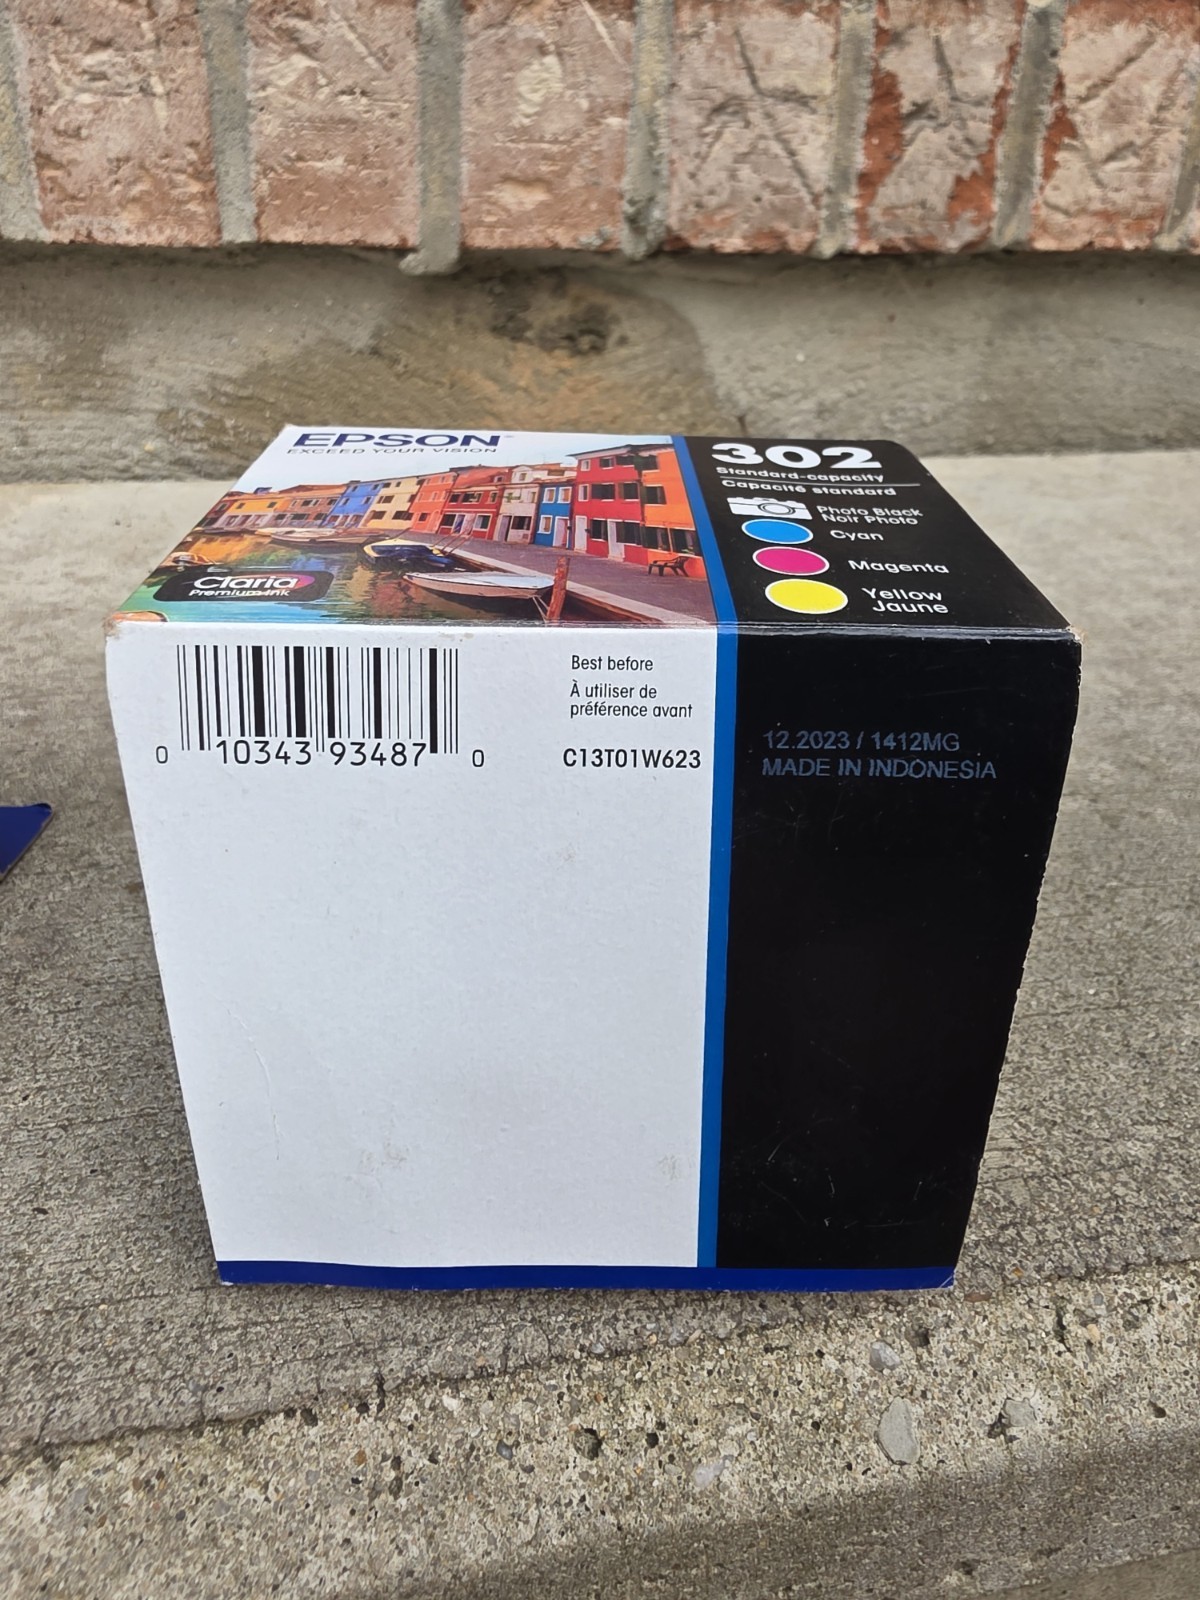 EPSON
EXCEED YOUR VISION
Claria
Premium Ink
302
Standard-capacity
Capacité standard
Photo Black
Noir Photo
Cyan
Magenta
Yellow
Jaune
0 10343 93487 0
Best before
À utiliser de
préférence avant
C13T01W623
12.2023 / 1412MG
MADE IN INDONESIA